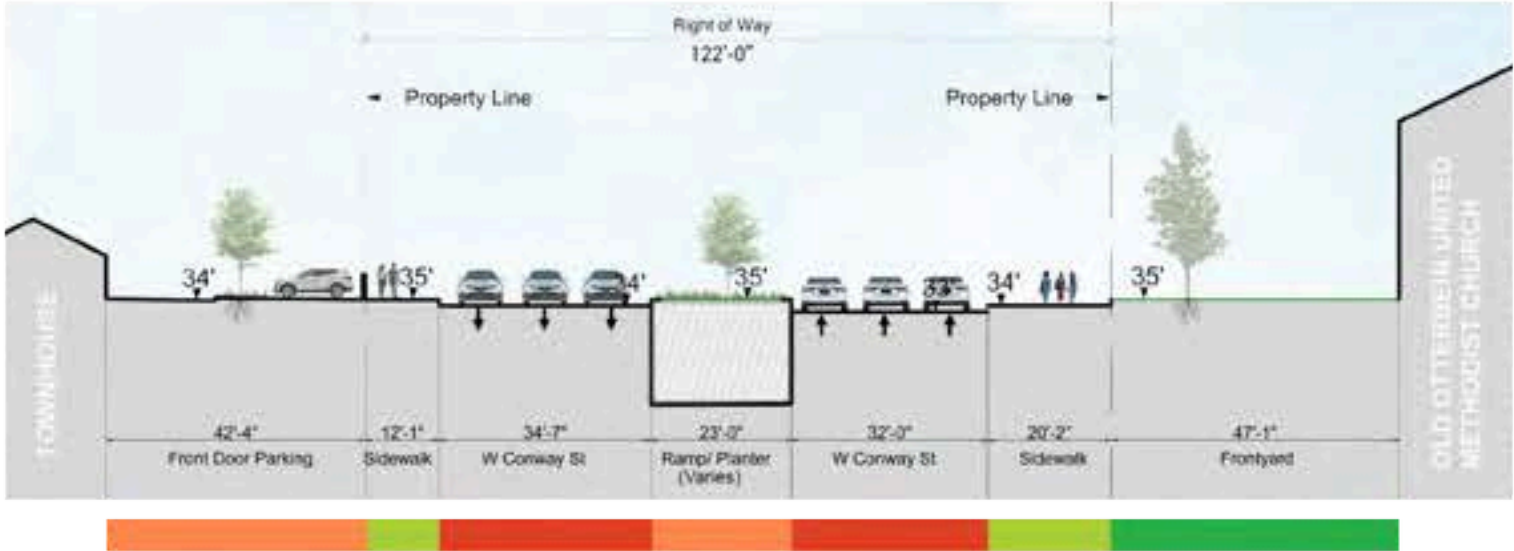 Right of Way
122'-0"
Property Line
Property Line
34'
35'
4'
35'
33'
34'
35'
TOWNHOME
OLD OTTERBEIN UNITED
METHODIST CHURCH
42'-4"
12'-1"
34'-7"
23'-0"
32'-0"
20'-2"
47'-1"
Front Door Parking
Sidewalk
W Conway St
Ramp/ Planter
(Varies)
W Conway St
Sidewalk
Frontyard